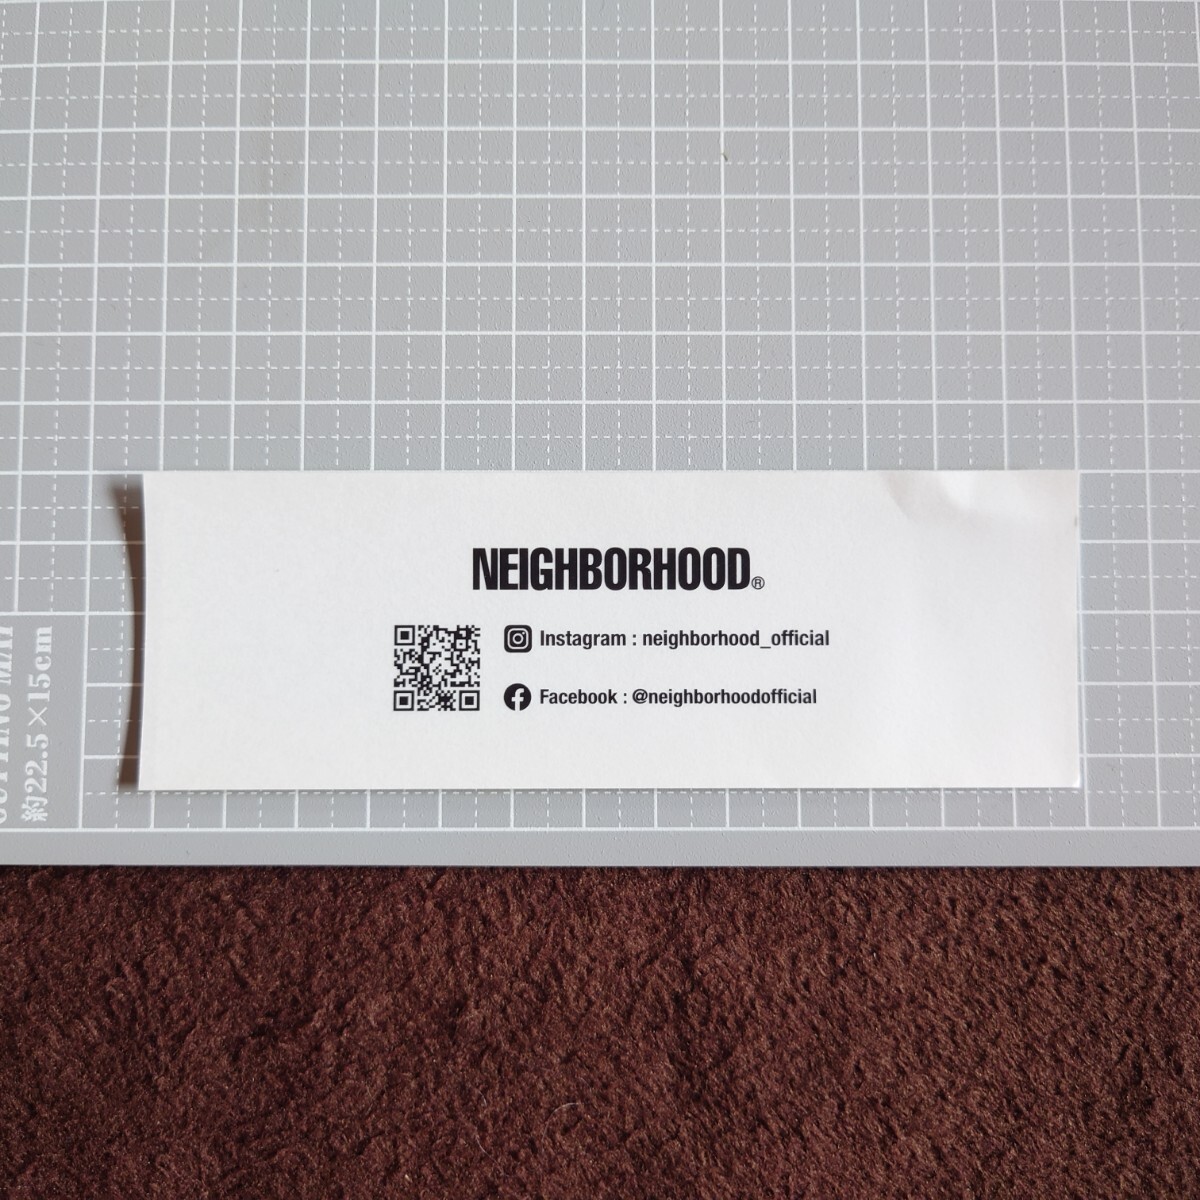 NEIGHBORHOOD®
Instagram : neighborhood_official
Facebook : @neighborhoodofficial
約22.5×15cm